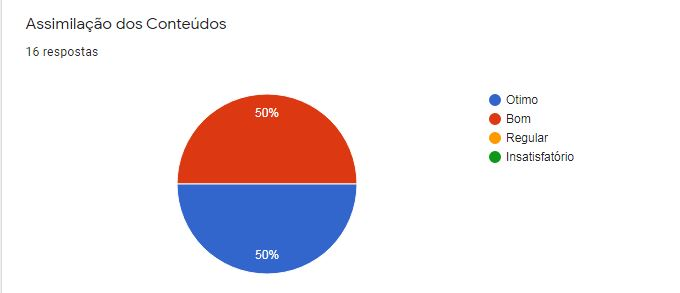 Assimilação dos Conteúdos
16 respostas
50%
50%
Otimo
Bom
Regular
Insatisfatório